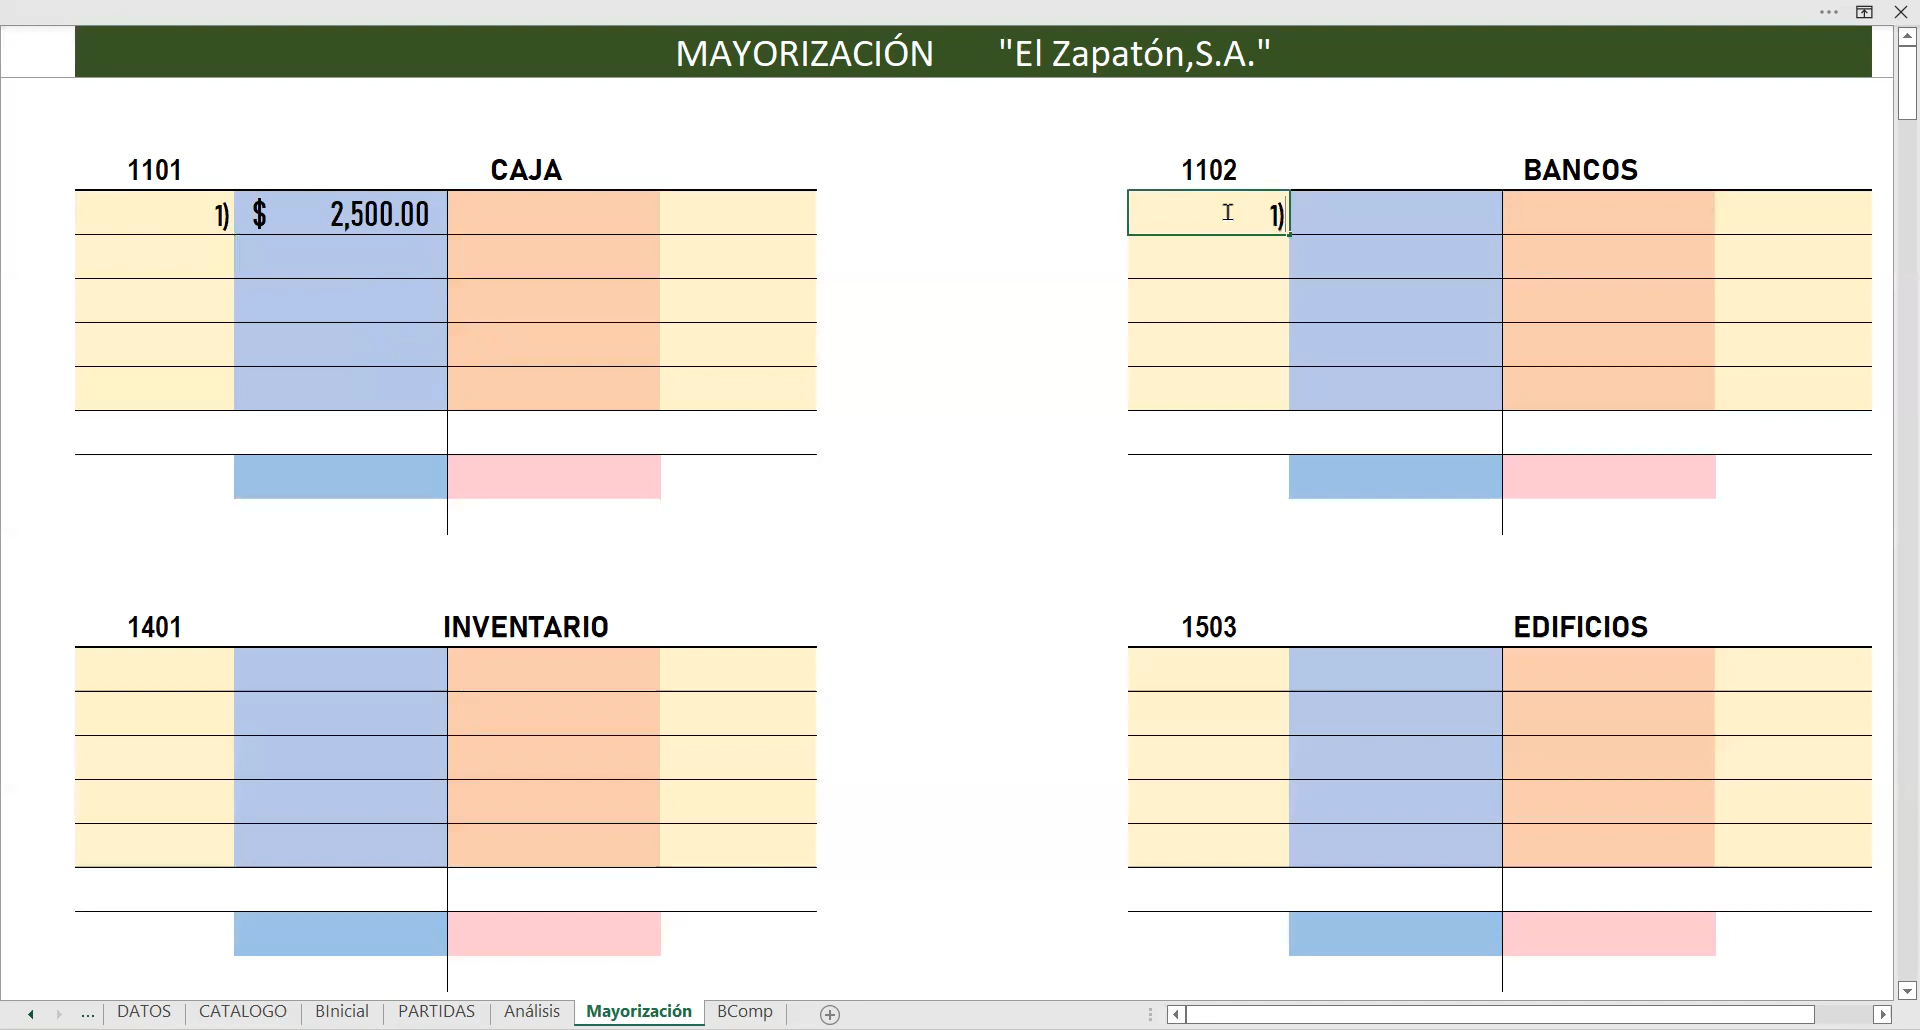 MAYORIZACIÓN "El Zapatón,S.A."
1101 CAJA
1102 BANCOS
1) $ 2,500.00
1)
1401 INVENTARIO
1503 EDIFICIOS
... DATOS CATALOGO BInicial PARTIDAS Análisis Mayorización BComp